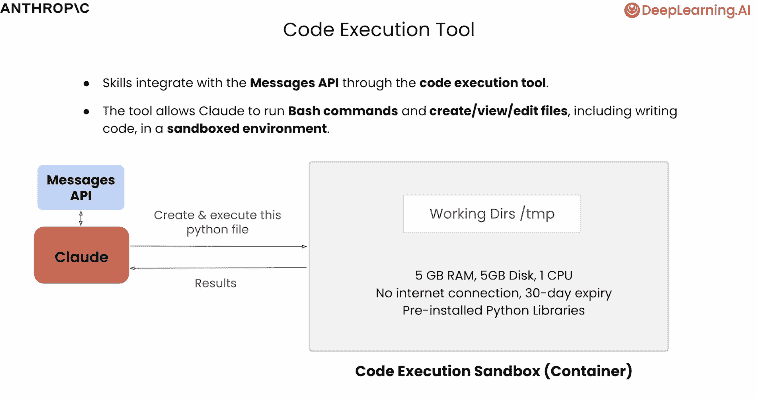 ANTHROP\C
DeepLearning.AI
Code Execution Tool
● Skills integrate with the Messages API through the code execution tool.
● The tool allows Claude to run Bash commands and create/view/edit files, including writing
code, in a sandboxed environment.
Messages
API
Claude
Create & execute this
python file
Results
Working Dirs /tmp
5 GB RAM, 5GB Disk, 1 CPU
No internet connection, 30-day expiry
Pre-installed Python Libraries
Code Execution Sandbox (Container)